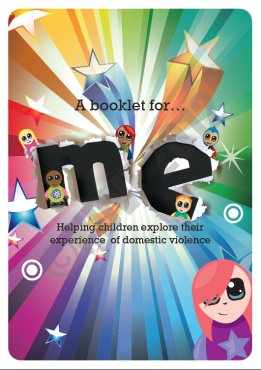 A booklet for...
me
Helping children explore their
experience of domestic violence